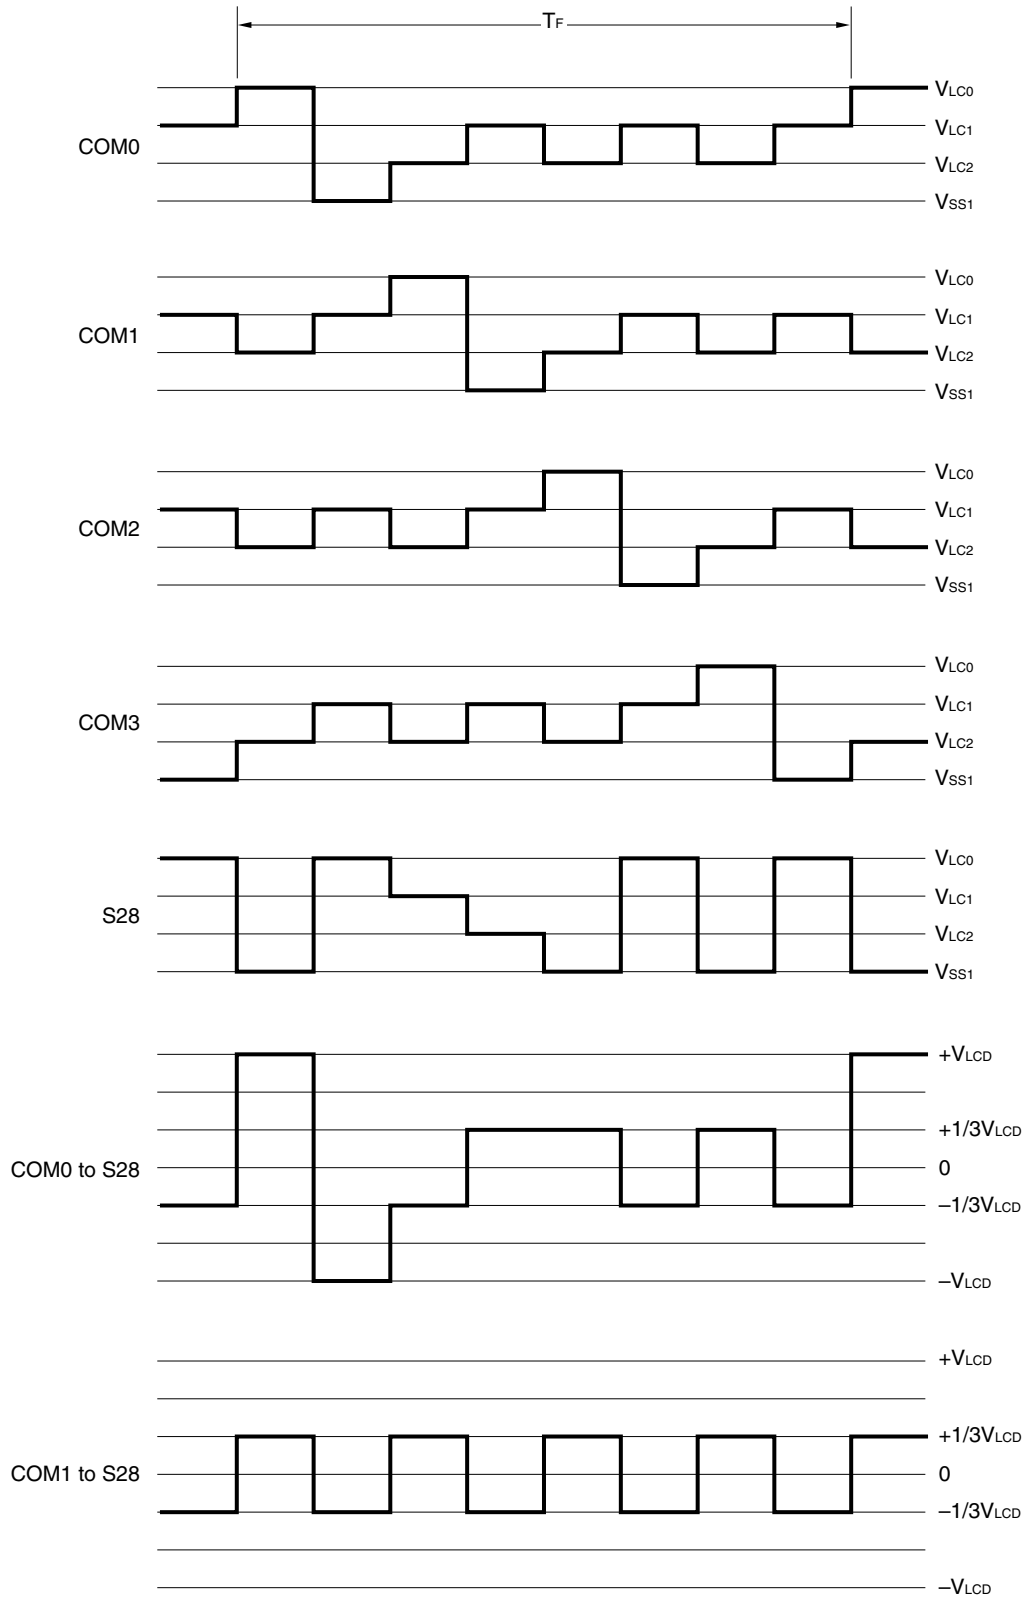 TF
COM0
VLC0
VLC1
VLC2
VSS1
COM1
VLC0
VLC1
VLC2
VSS1
COM2
VLC0
VLC1
VLC2
VSS1
COM3
VLC0
VLC1
VLC2
VSS1
S28
VLC0
VLC1
VLC2
VSS1
COM0 to S28
+VLCD
+1/3VLCD
0
–1/3VLCD
–VLCD
COM1 to S28
+VLCD
+1/3VLCD
0
–1/3VLCD
–VLCD